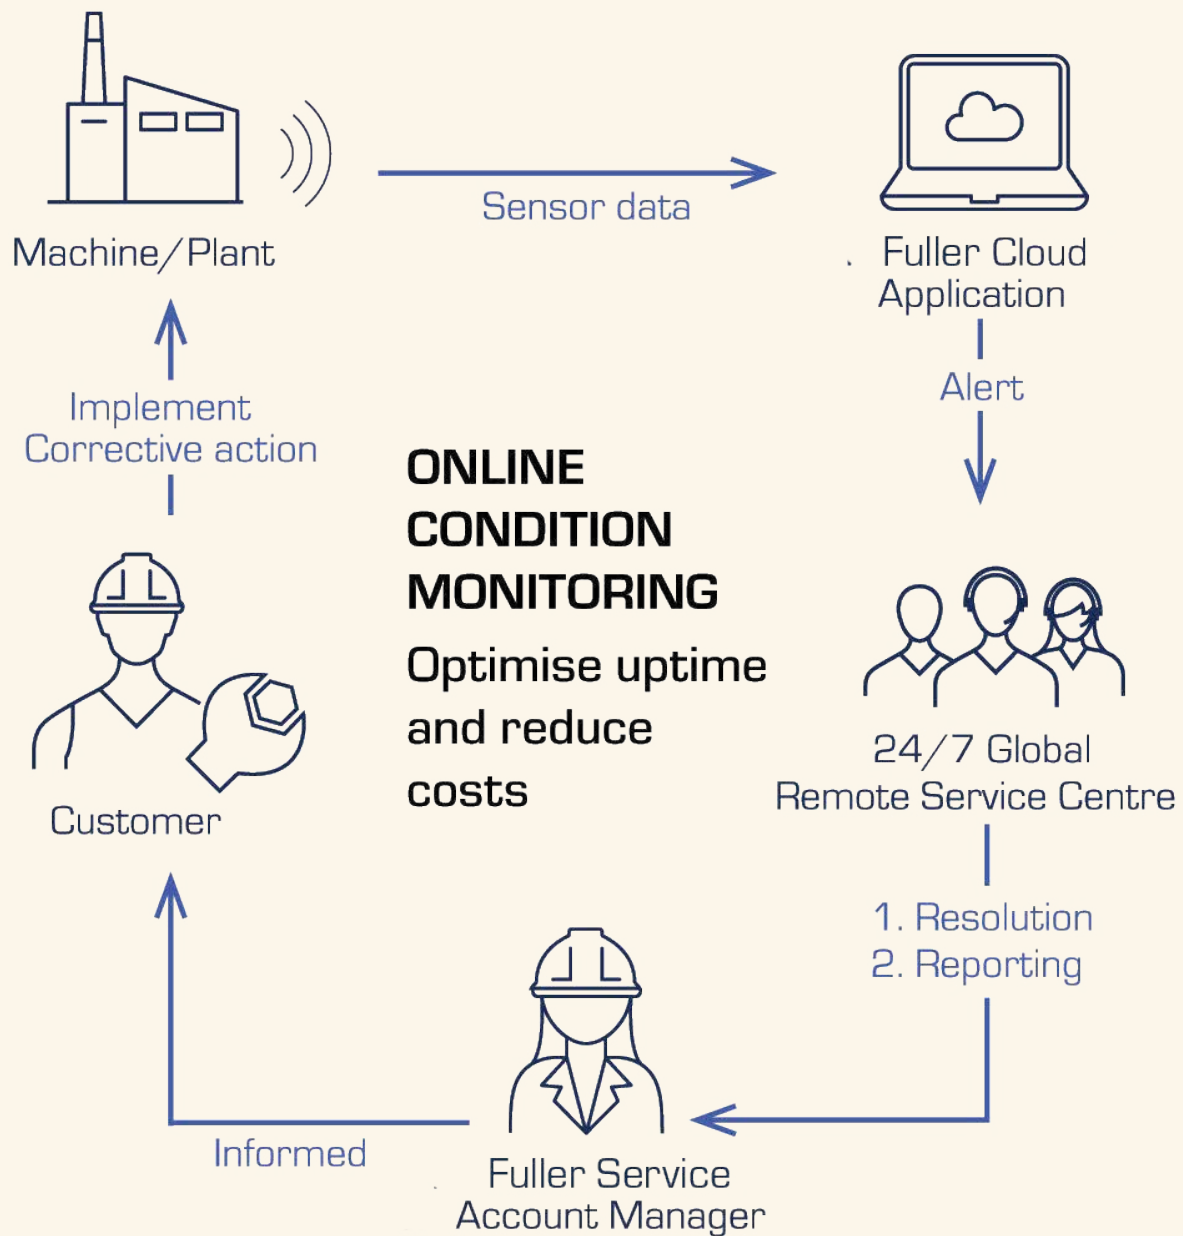 Sensor data
Machine/Plant
Fuller Cloud
Application
Implement
Corrective action
Alert
ONLINE
CONDITION
MONITORING
Optimise uptime
and reduce
costs
Customer
24/7 Global
Remote Service Centre
1. Resolution
2. Reporting
Informed
Fuller Service
Account Manager